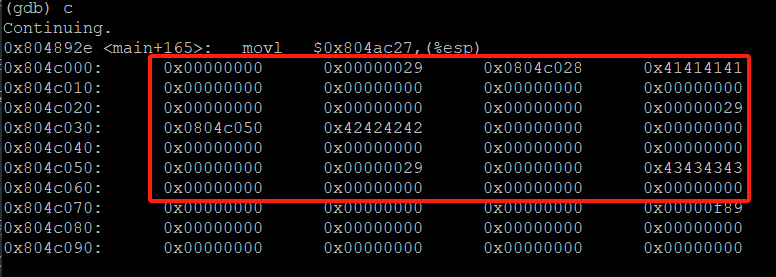 (gdb) c
Continuing.
0x804892e <main+165>: movl $0x804ac27,(%esp)
0x804c000: 0x00000000 0x00000029 0x0804c028 0x41414141
0x804c010: 0x00000000 0x00000000 0x00000000 0x00000000
0x804c020: 0x00000000 0x00000000 0x00000000 0x00000029
0x804c030: 0x0804c050 0x42424242 0x00000000 0x00000000
0x804c040: 0x00000000 0x00000000 0x00000000 0x00000000
0x804c050: 0x00000000 0x00000029 0x00000000 0x43434343
0x804c060: 0x00000000 0x00000000 0x00000000 0x00000000
0x804c070: 0x00000000 0x00000000 0x00000000 0x00000f89
0x804c080: 0x00000000 0x00000000 0x00000000 0x00000000
0x804c090: 0x00000000 0x00000000 0x00000000 0x00000000